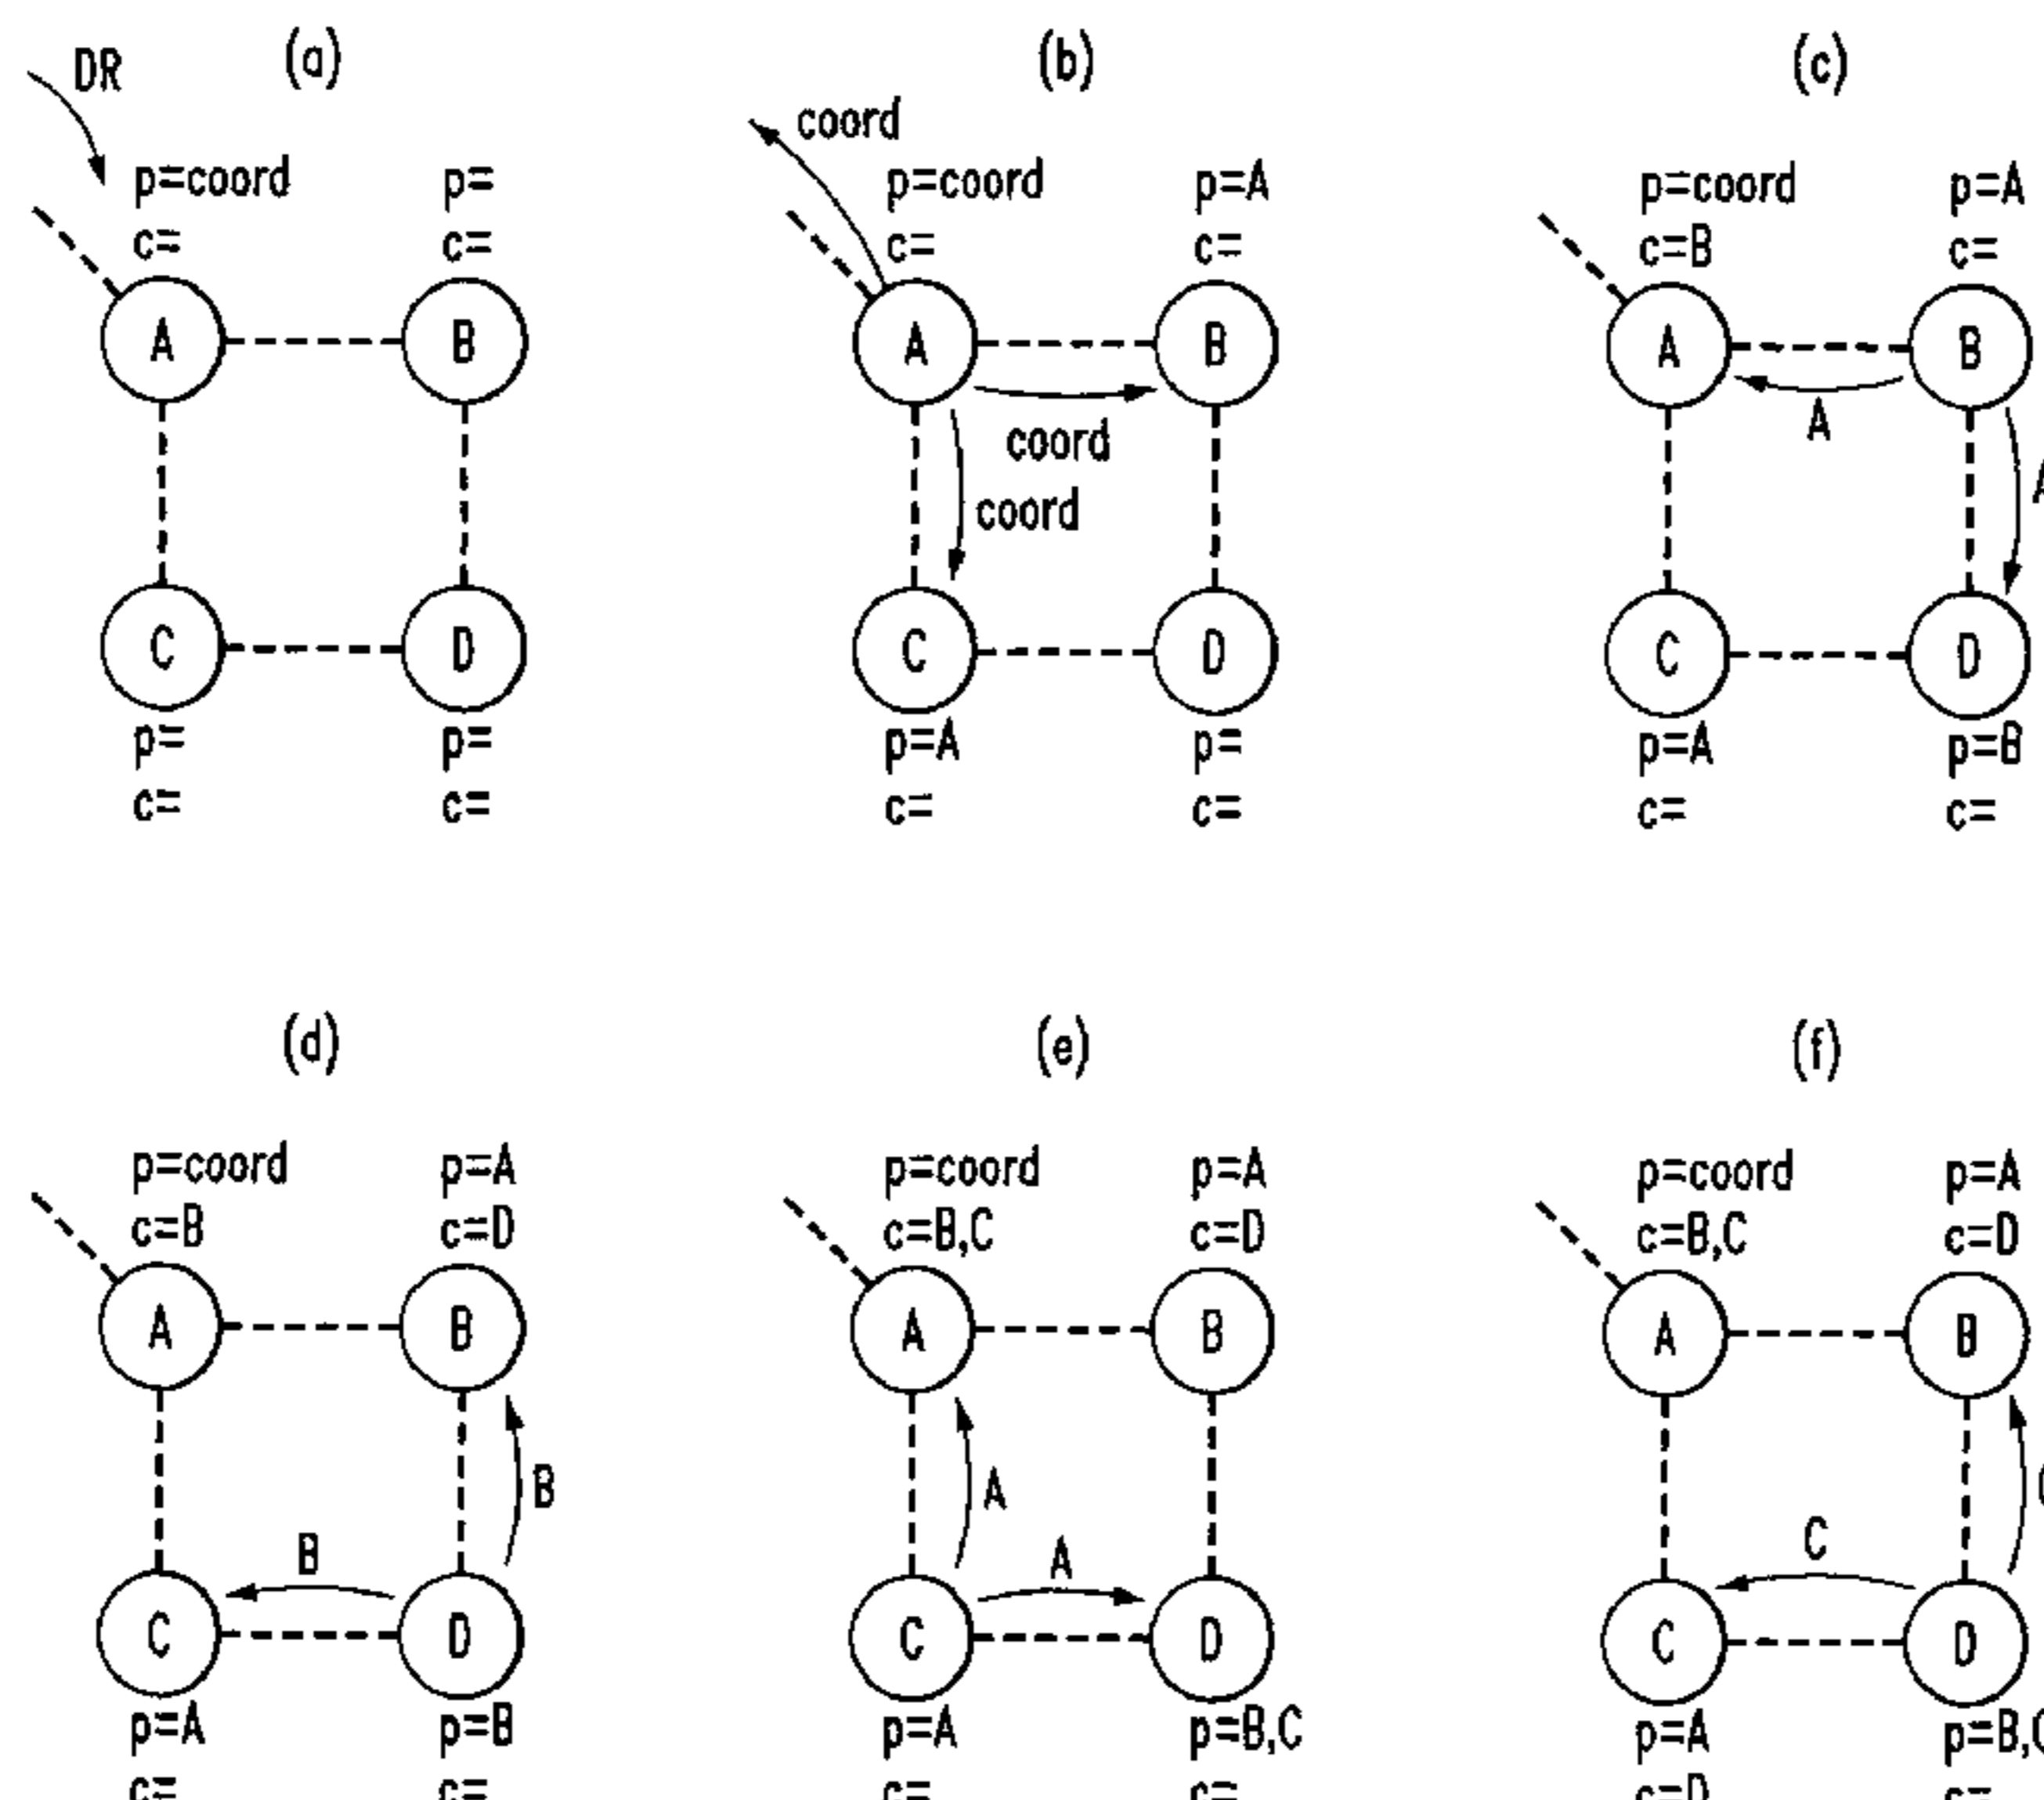 (a) (b) (c)
DR
coord
p=coord p= p=coord p=A p=coord p=A
c= c= c= c= c=B c=
A B A B A B
coord A
coord
C D C D C D
p= p= p=A p= p=A p=B
c= c= c= c= c= c=
(d) (e) (f)
p=coord p=A p=coord p=A p=coord p=A
c=B c=D c=B,C c=D c=B,C c=D
A B A B A B
B A
B A C
C D C D C D
p=A p=B p=A p=B,C p=A p=B,C
c= c= c= c= c=D c=